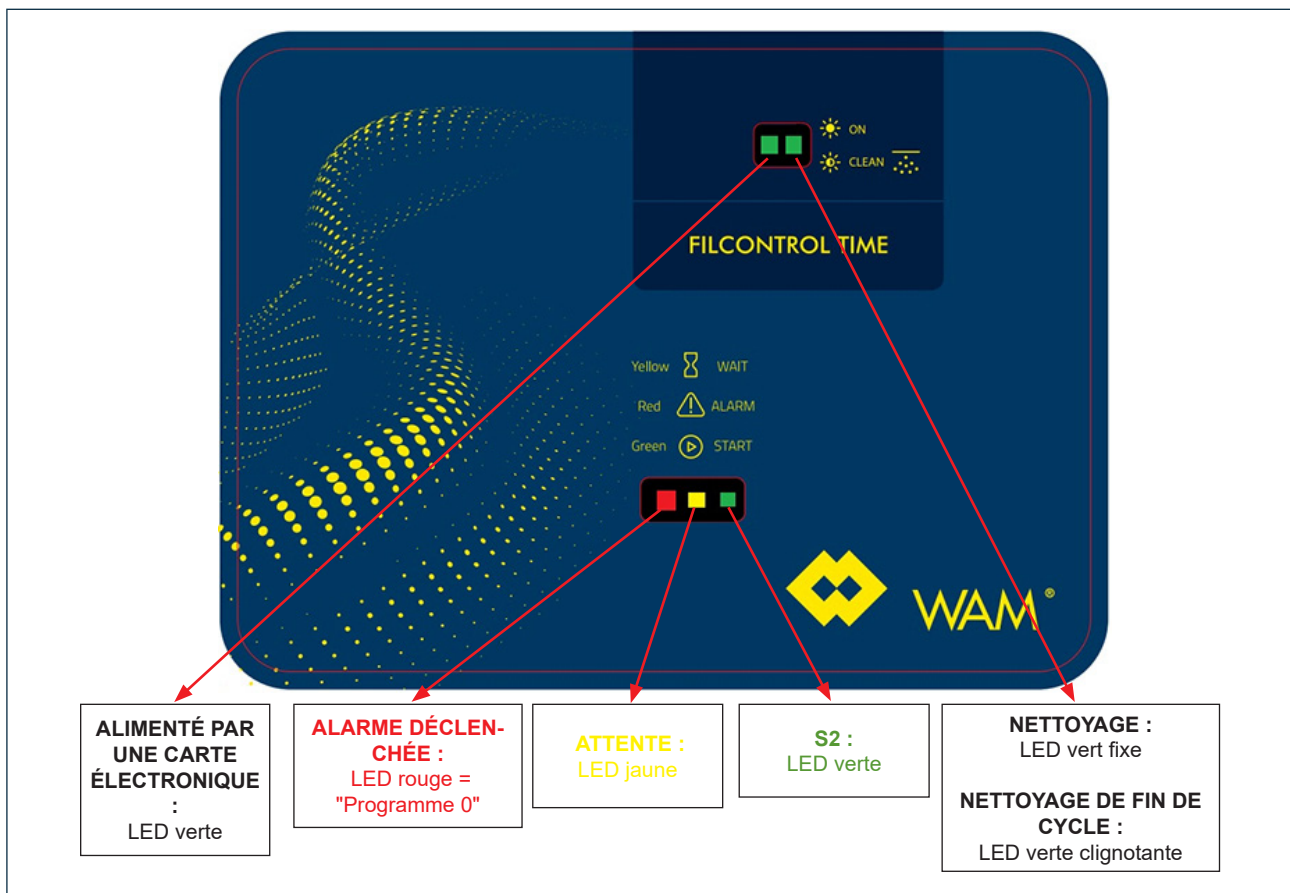 ON
CLEAN
FILCONTROL TIME
Yellow WAIT
Red ALARM
Green START
WAM®
ALIMENTÉ PAR
UNE CARTE
ÉLECTRONIQUE
:
LED verte
ALARME DÉCLEN-
CHÉE :
LED rouge =
"Programme 0"
ATTENTE :
LED jaune
S2 :
LED verte
NETTOYAGE :
LED vert fixe
NETTOYAGE DE FIN DE
CYCLE :
LED verte clignotante